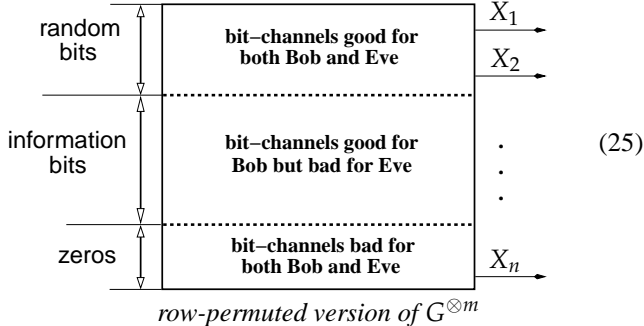 random
bits
bit–channels good for
both Bob and Eve
X₁
X₂
information
bits
bit–channels good for
Bob but bad for Eve
.
.
.
(25)
zeros
bit–channels bad for
both Bob and Eve
Xₙ
row-permuted version of G^{⊗m}